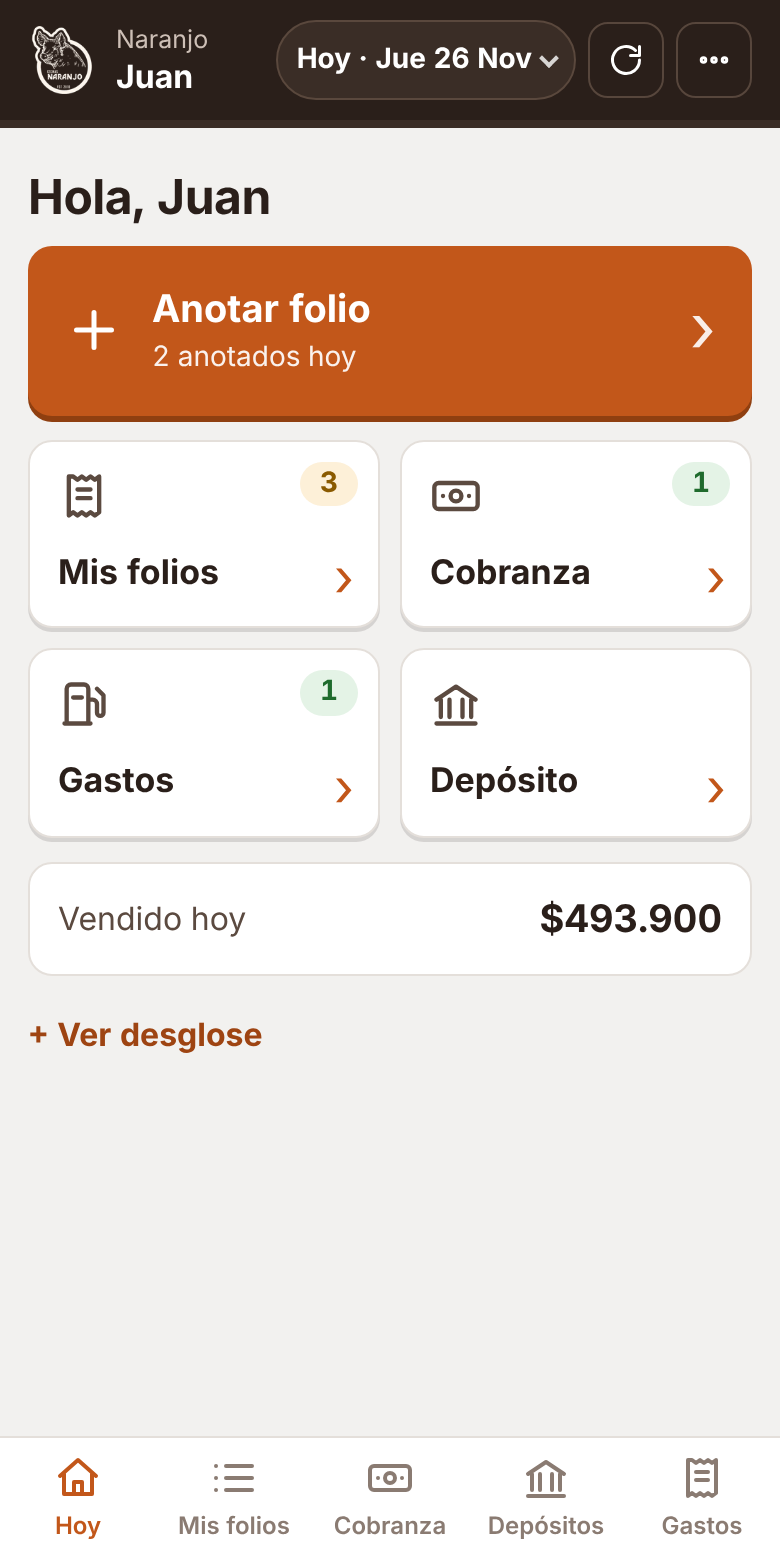 NARANJO
Naranjo
Juan
Hoy · Jue 26 Nov
Hola, Juan
Anotar folio
2 anotados hoy
3
Mis folios
1
Cobranza
1
Gastos
Depósito
Vendido hoy
$493.900
+ Ver desglose
Hoy
Mis folios
Cobranza
Depósitos
Gastos